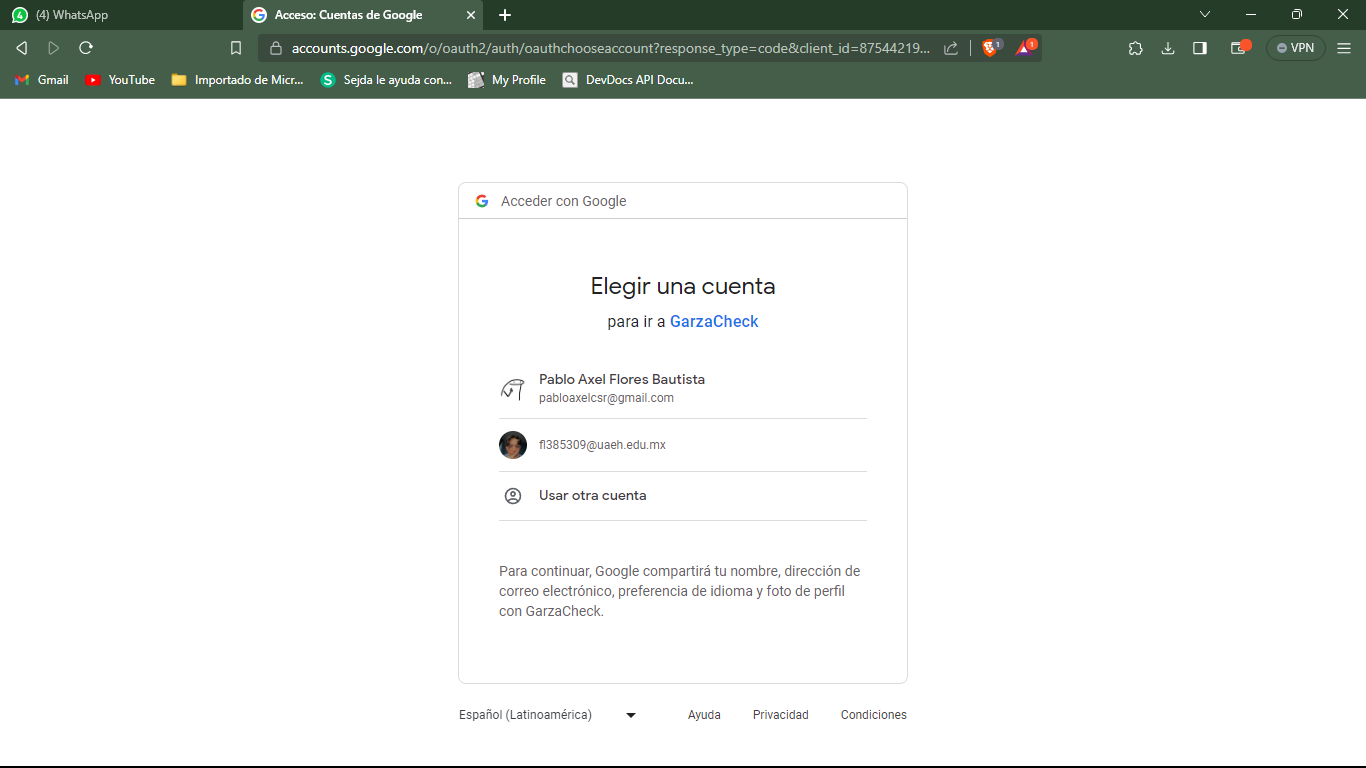 4 (4) WhatsApp
Acceso: Cuentas de Google
accounts.google.com/o/oauth2/auth/oauthchooseaccount?response_type=code&client_id=87544219...
1 1
VPN
Gmail YouTube Importado de Micr... S Sejda le ayuda con... My Profile DevDocs API Docu...
G Acceder con Google
Elegir una cuenta
para ir a GarzaCheck
Pablo Axel Flores Bautista
pabloaxelcsr@gmail.com
fl385309@uaeh.edu.mx
Usar otra cuenta
Para continuar, Google compartirá tu nombre, dirección de
correo electrónico, preferencia de idioma y foto de perfil
con GarzaCheck.
Español (Latinoamérica) Ayuda Privacidad Condiciones